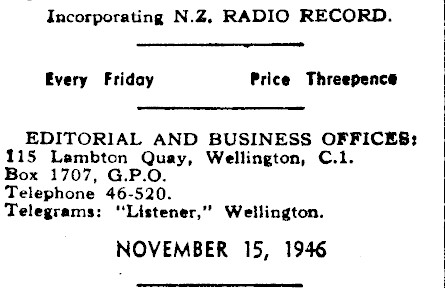 Incorporating N.Z. RADIO RECORD.
Every Friday Price Threepence
EDITORIAL AND BUSINESS OFFICES:
115 Lambton Quay, Wellington, C.1.
Box 1707, G.P.O.
Telephone 46-520.
Telegrams: "Listener," Wellington.
NOVEMBER 15, 1946